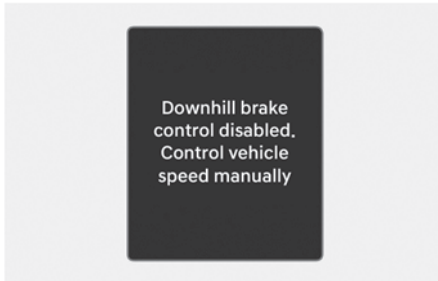 Downhill brake
control disabled.
Control vehicle
speed manually